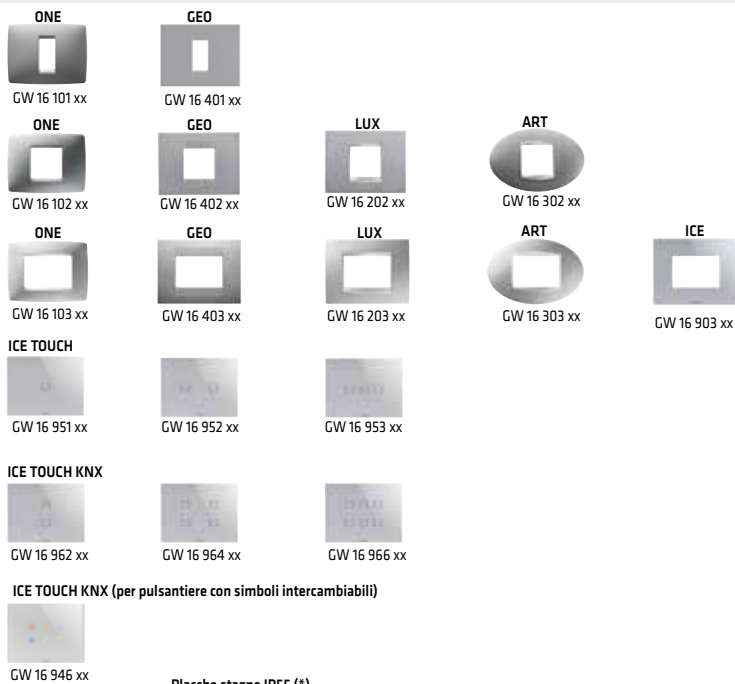 ONE GEO
GW 16 101 xx GW 16 401 xx
ONE GEO LUX ART
GW 16 102 xx GW 16 402 xx GW 16 202 xx GW 16 302 xx
ONE GEO LUX ART ICE
GW 16 103 xx GW 16 403 xx GW 16 203 xx GW 16 303 xx GW 16 903 xx
ICE TOUCH
GW 16 951 xx GW 16 952 xx GW 16 953 xx
ICE TOUCH KNX
GW 16 962 xx GW 16 964 xx GW 16 966 xx
ICE TOUCH KNX (per pulsantiere con simboli intercambiabili)
GW 16 946 xx
Placche stagne IP55 (*)